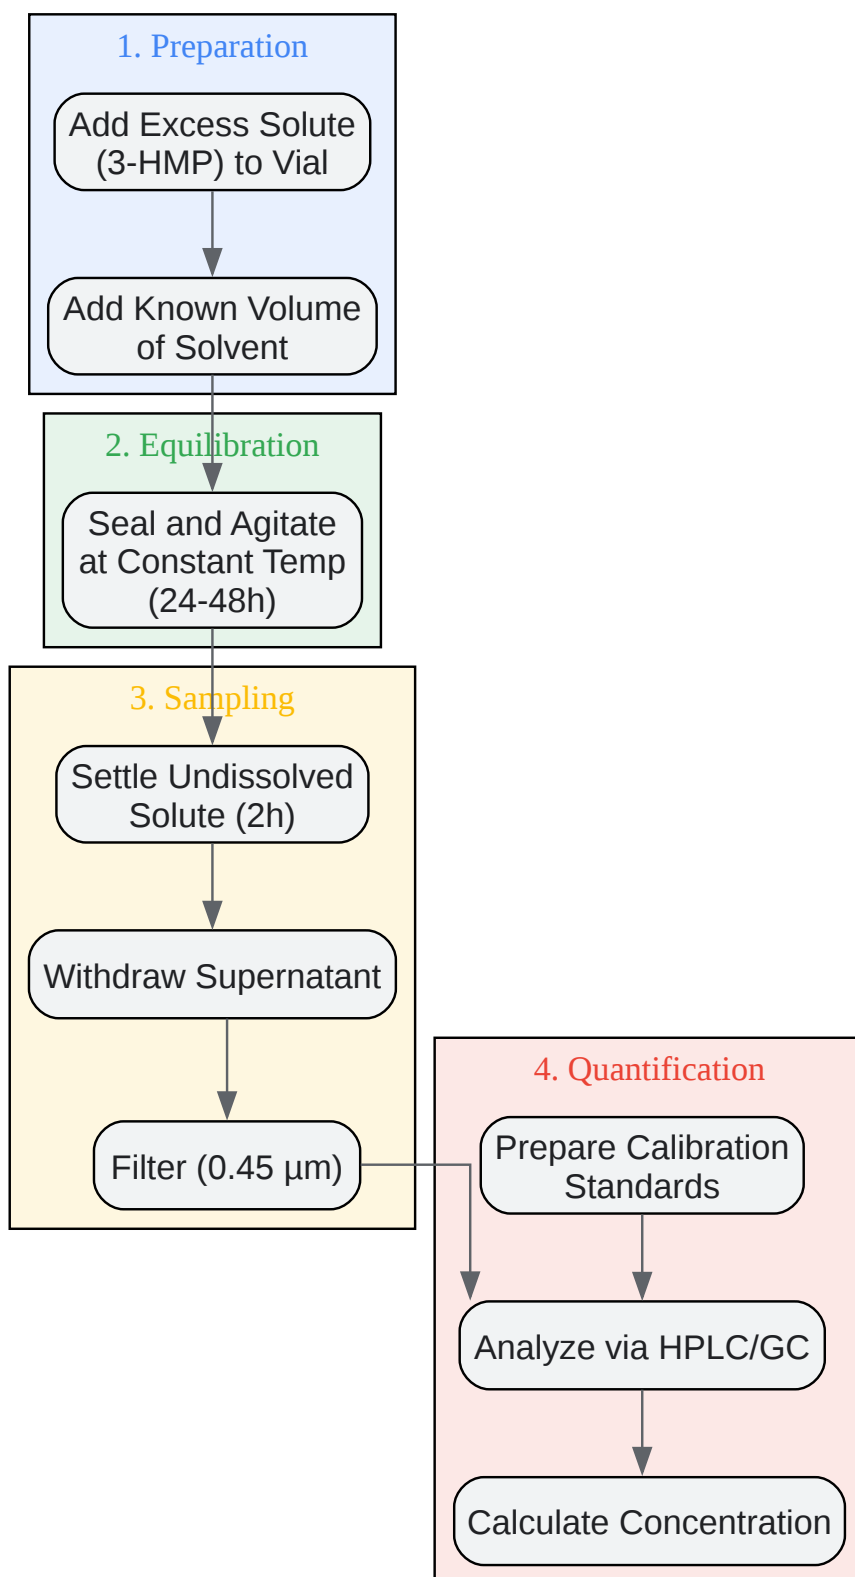 1. Preparation
Add Excess Solute
(3-HMP) to Vial
Add Known Volume
of Solvent
2. Equilibration
Seal and Agitate
at Constant Temp
(24-48h)
3. Sampling
Settle Undissolved
Solute (2h)
Withdraw Supernatant
Filter (0.45 µm)
4. Quantification
Prepare Calibration
Standards
Analyze via HPLC/GC
Calculate Concentration